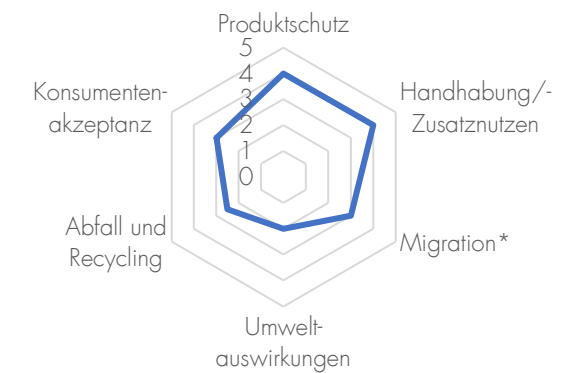 Produktschutz
5
4
3
2
1
0
Handhabung/-
Zusatznutzen
Migration*
Umwelt-
auswirkungen
Abfall und
Recycling
Konsumenten-
akzeptanz